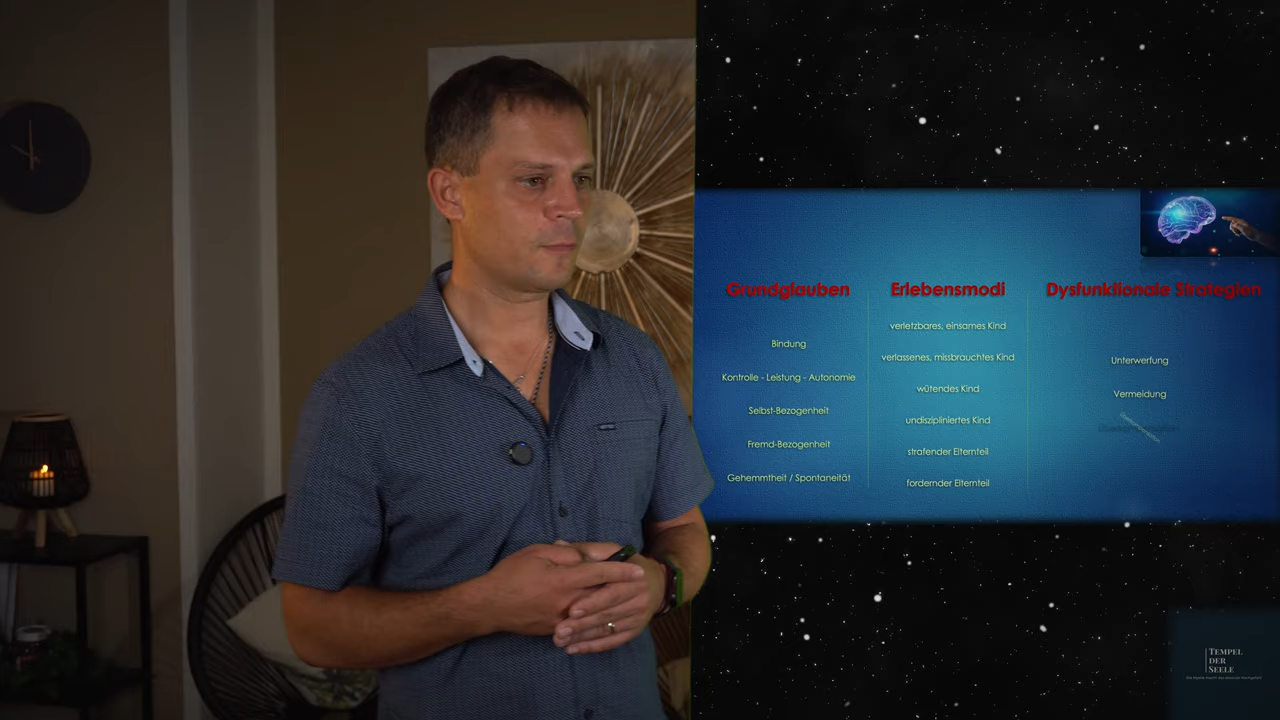 Grundglauben
Bindung
Kontrolle - Leistung - Autonomie
Selbst-Bezogenheit
Fremd-Bezogenheit
Gehemmtheit / Spontaneität
Erlebensmodi
verletzbares, einsames Kind
verlassenes, missbrauchtes Kind
wütendes Kind
undiszipliniertes Kind
strafender Elternteil
fordernder Elternteil
Dysfunktionale Strategien
Unterwerfung
Vermeidung
TEMPEL
DER
SEELE